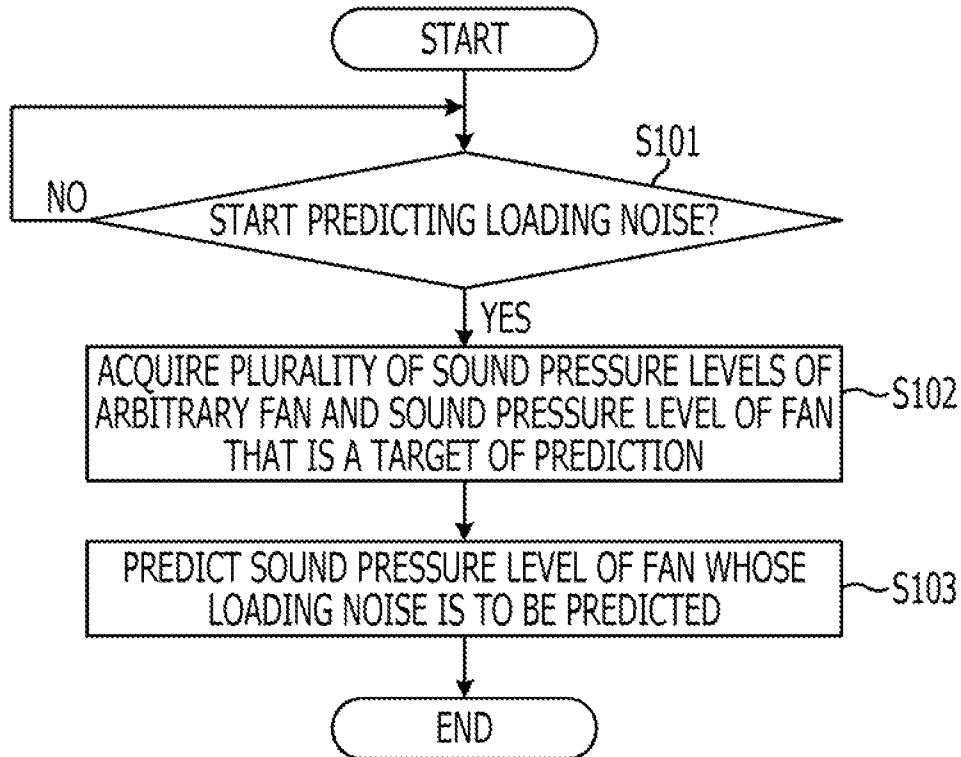 START
S101
NO
START PREDICTING LOADING NOISE?
YES
ACQUIRE PLURALITY OF SOUND PRESSURE LEVELS OF
ARBITRARY FAN AND SOUND PRESSURE LEVEL OF FAN
THAT IS A TARGET OF PREDICTION
S102
PREDICT SOUND PRESSURE LEVEL OF FAN WHOSE
LOADING NOISE IS TO BE PREDICTED
S103
END